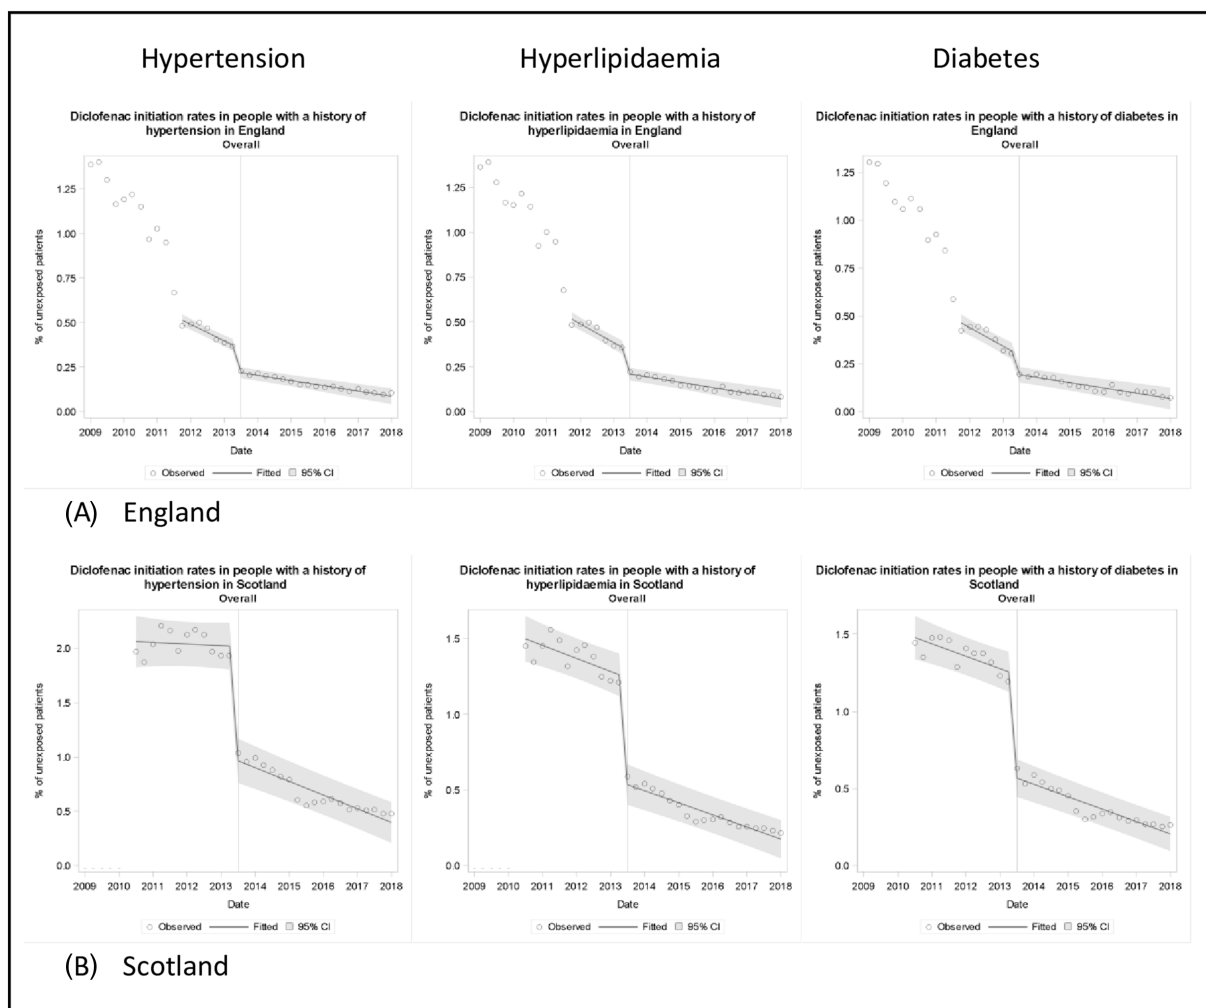 Hypertension Hyperlipidaemia Diabetes
Diclofenac initiation rates in people with a history of
hypertension in England
Overall
% of unexposed patients
1.25
1.00
0.75
0.50
0.25
0.00
2009 2010 2011 2012 2013 2014 2015 2016 2017 2018
Date
Observed Fitted 95% CI
Diclofenac initiation rates in people with a history of
hyperlipidaemia in England
Overall
% of unexposed patients
1.25
1.00
0.75
0.50
0.25
0.00
2009 2010 2011 2012 2013 2014 2015 2016 2017 2018
Date
Observed Fitted 95% CI
Diclofenac initiation rates in people with a history of diabetes in
England
Overall
% of unexposed patients
1.25
1.00
0.75
0.50
0.25
0.00
2009 2010 2011 2012 2013 2014 2015 2016 2017 2018
Date
Observed Fitted 95% CI
(A) England
Diclofenac initiation rates in people with a history of
hypertension in Scotland
Overall
% of unexposed patients
2.0
1.5
1.0
0.5
0.0
2009 2010 2011 2012 2013 2014 2015 2016 2017 2018
Date
Observed Fitted 95% CI
Diclofenac initiation rates in people with a history of
hyperlipidaemia in Scotland
Overall
% of unexposed patients
1.5
1.0
0.5
0.0
2009 2010 2011 2012 2013 2014 2015 2016 2017 2018
Date
Observed Fitted 95% CI
Diclofenac initiation rates in people with a history of diabetes in
Scotland
Overall
% of unexposed patients
1.5
1.0
0.5
0.0
2009 2010 2011 2012 2013 2014 2015 2016 2017 2018
Date
Observed Fitted 95% CI
(B) Scotland